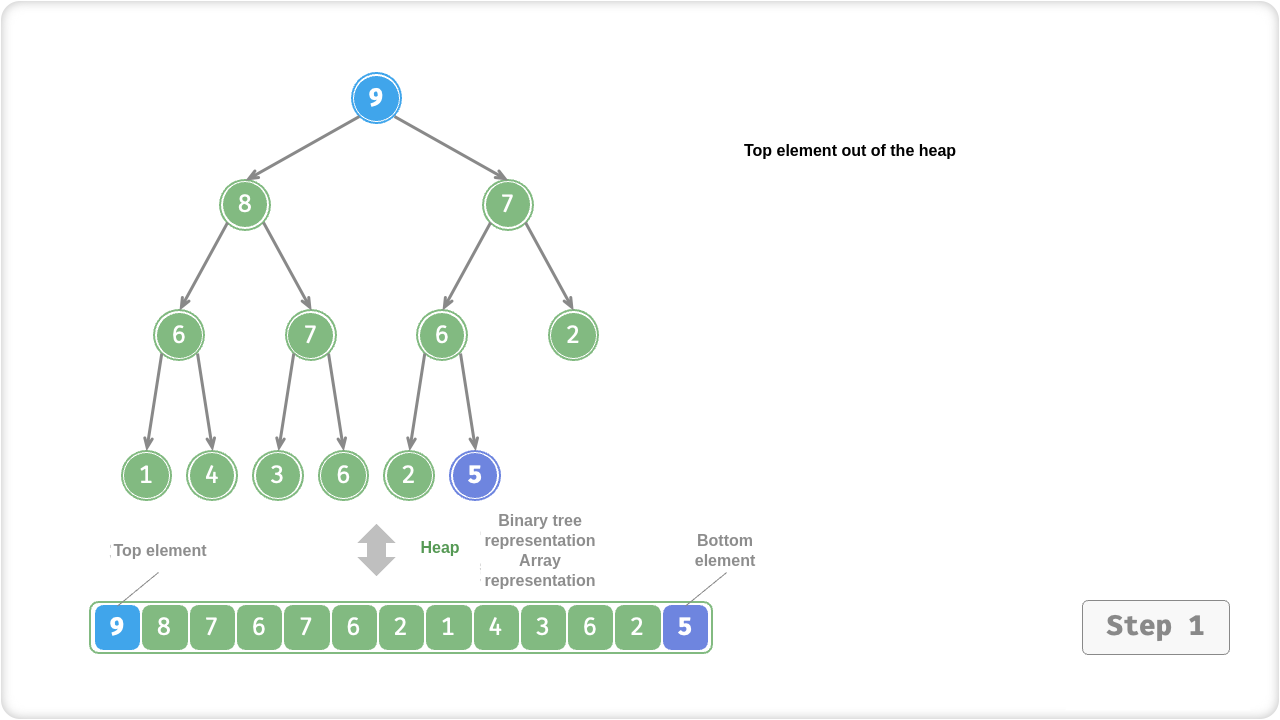 9
Top element out of the heap
8 7
6 7 6 2
1 4 3 6 2 5
Top element
Heap
Binary tree
representation
Array
representation
Bottom
element
9 8 7 6 7 6 2 1 4 3 6 2 5
Step 1